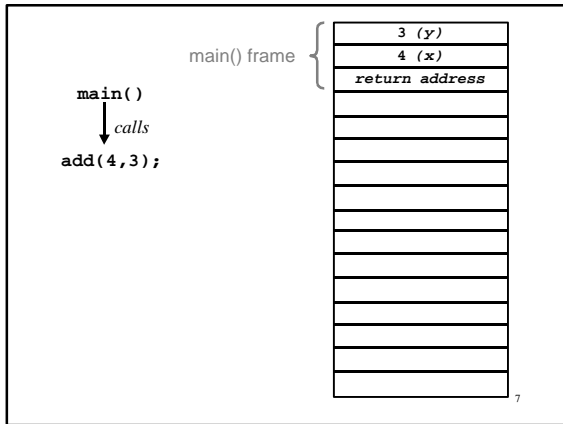 main() frame
3 (y)
4 (x)
return address
main()
calls
add(4,3);
7